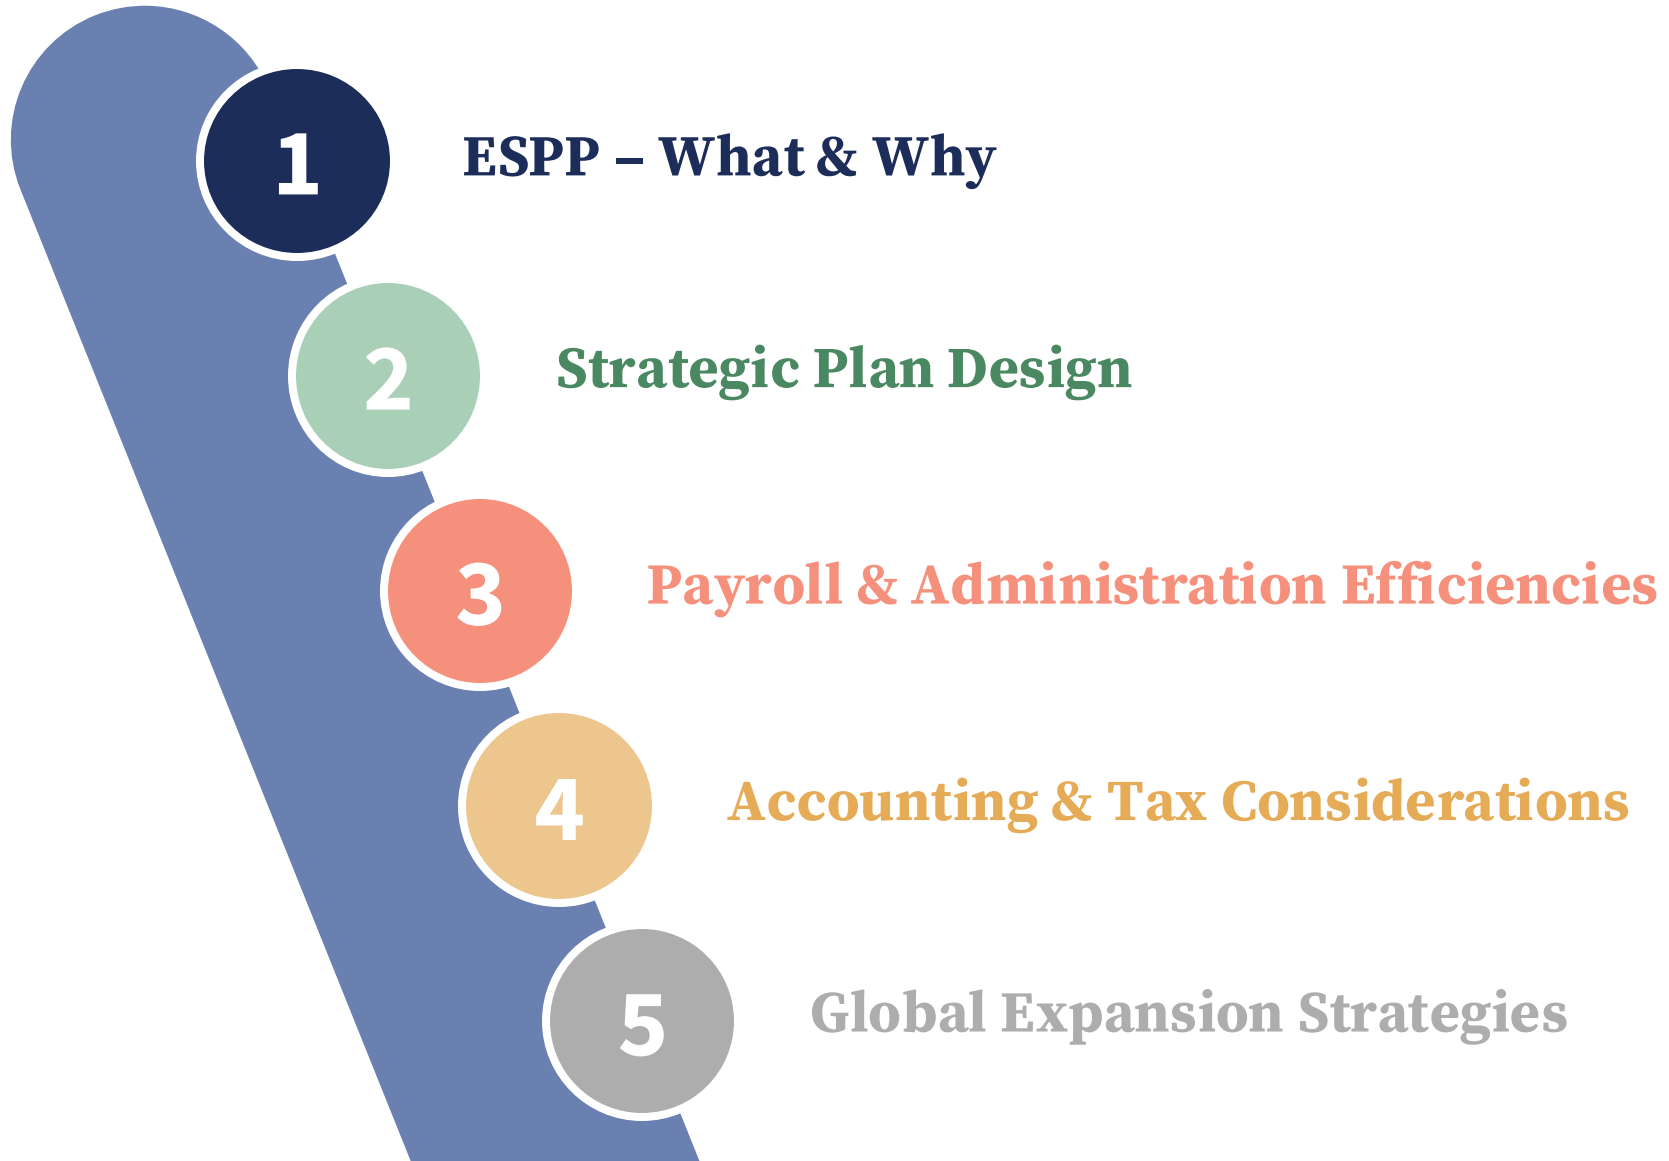 1
ESPP – What & Why
2
Strategic Plan Design
3
Payroll & Administration Efficiencies
4
Accounting & Tax Considerations
5
Global Expansion Strategies